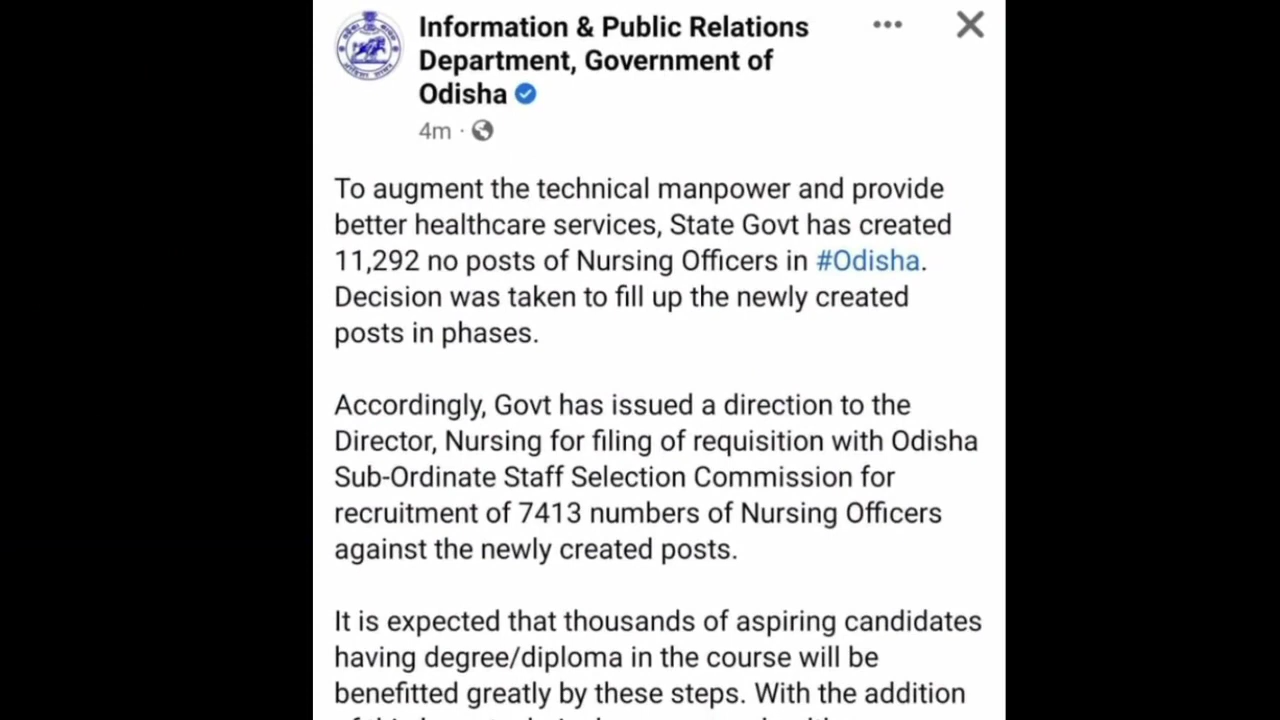 Information & Public Relations
Department, Government of
Odisha
4m ·
To augment the technical manpower and provide
better healthcare services, State Govt has created
11,292 no posts of Nursing Officers in #Odisha.
Decision was taken to fill up the newly created
posts in phases.
Accordingly, Govt has issued a direction to the
Director, Nursing for filing of requisition with Odisha
Sub-Ordinate Staff Selection Commission for
recruitment of 7413 numbers of Nursing Officers
against the newly created posts.
It is expected that thousands of aspiring candidates
having degree/diploma in the course will be
benefitted greatly by these steps. With the addition